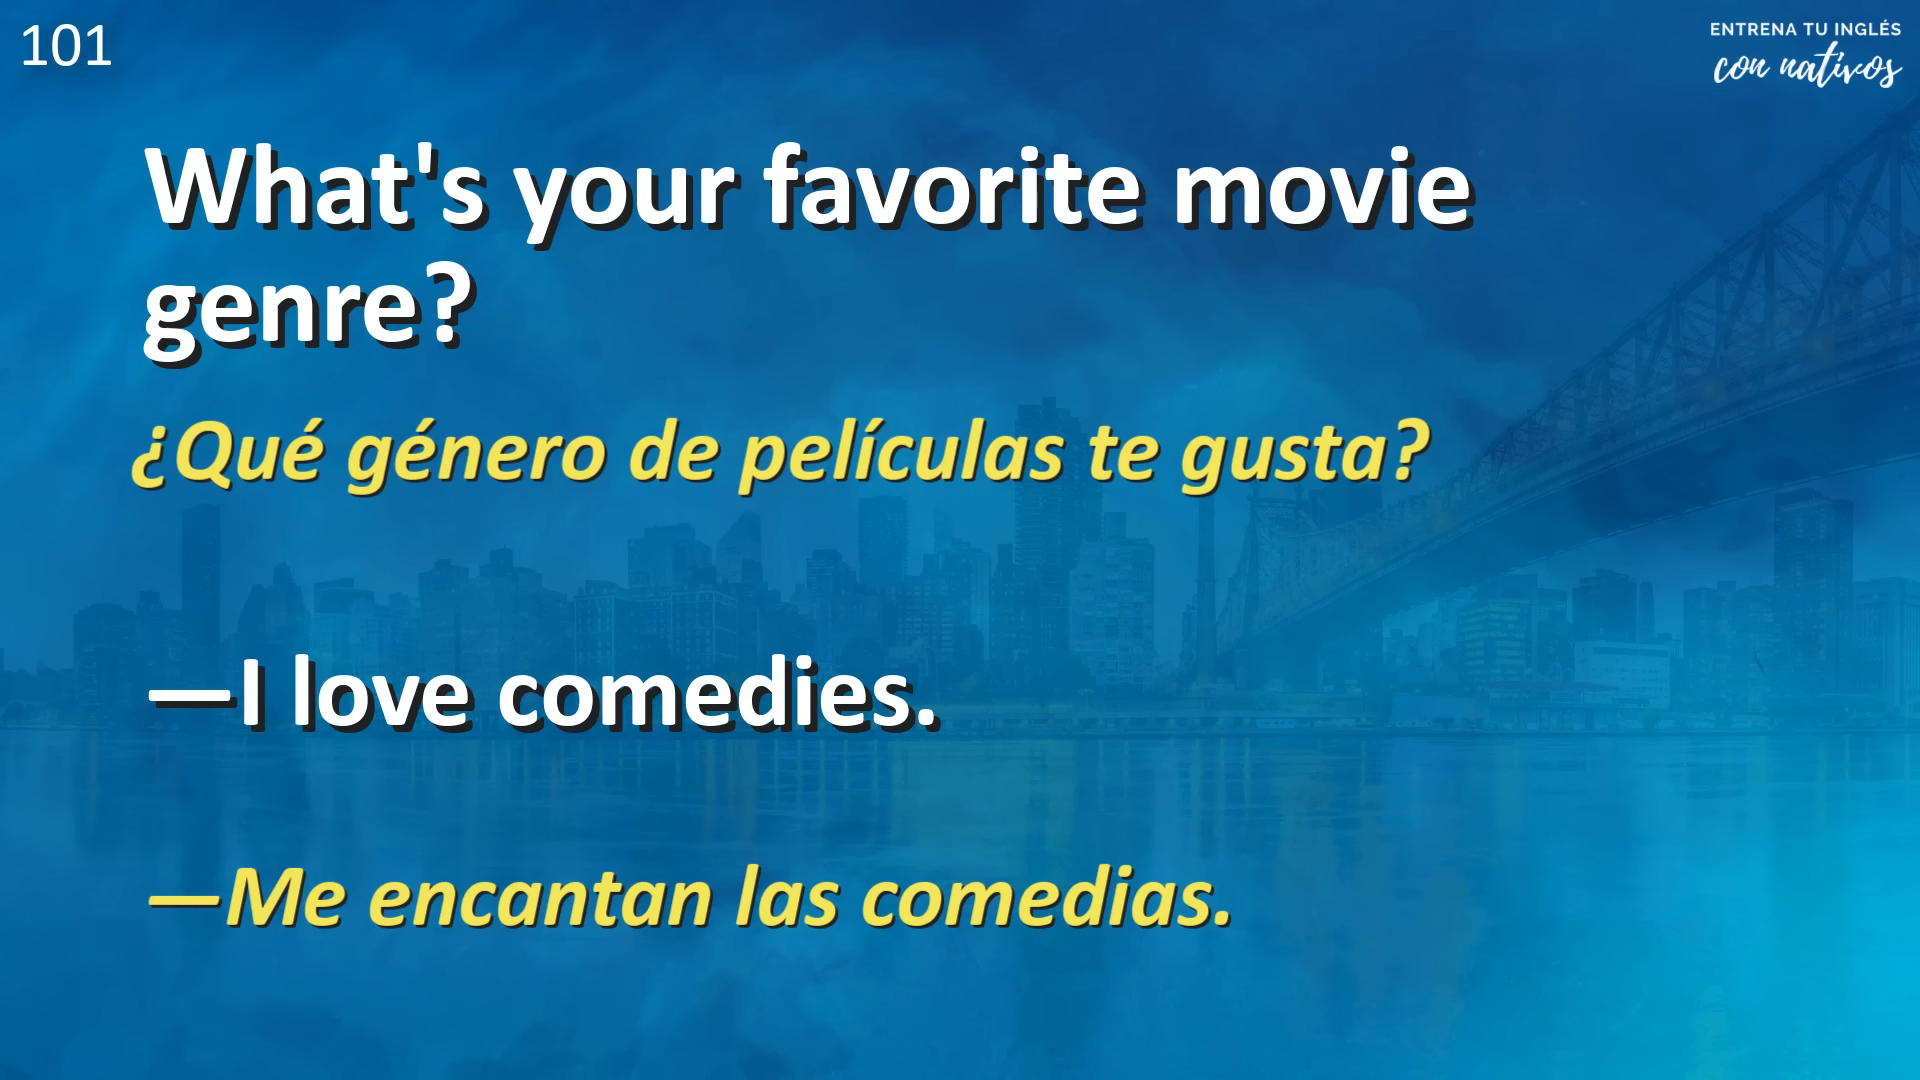 101
ENTRENA TU INGLÉS
con nativos
What's your favorite movie
genre?
¿Qué género de películas te gusta?
—I love comedies.
—Me encantan las comedias.